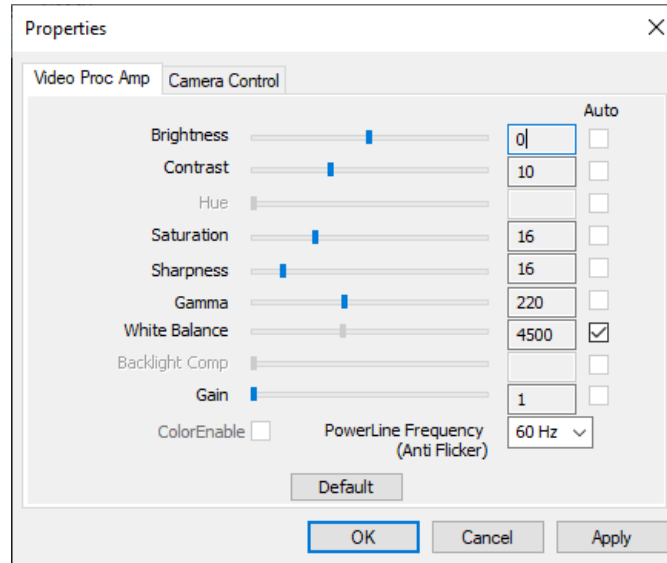 Properties
Video Proc Amp Camera Control
Auto
Brightness 0
Contrast 10
Hue
Saturation 16
Sharpness 16
Gamma 220
White Balance 4500
Backlight Comp
Gain 1
ColorEnable PowerLine Frequency 60 Hz
(Anti Flicker)
Default
OK Cancel Apply